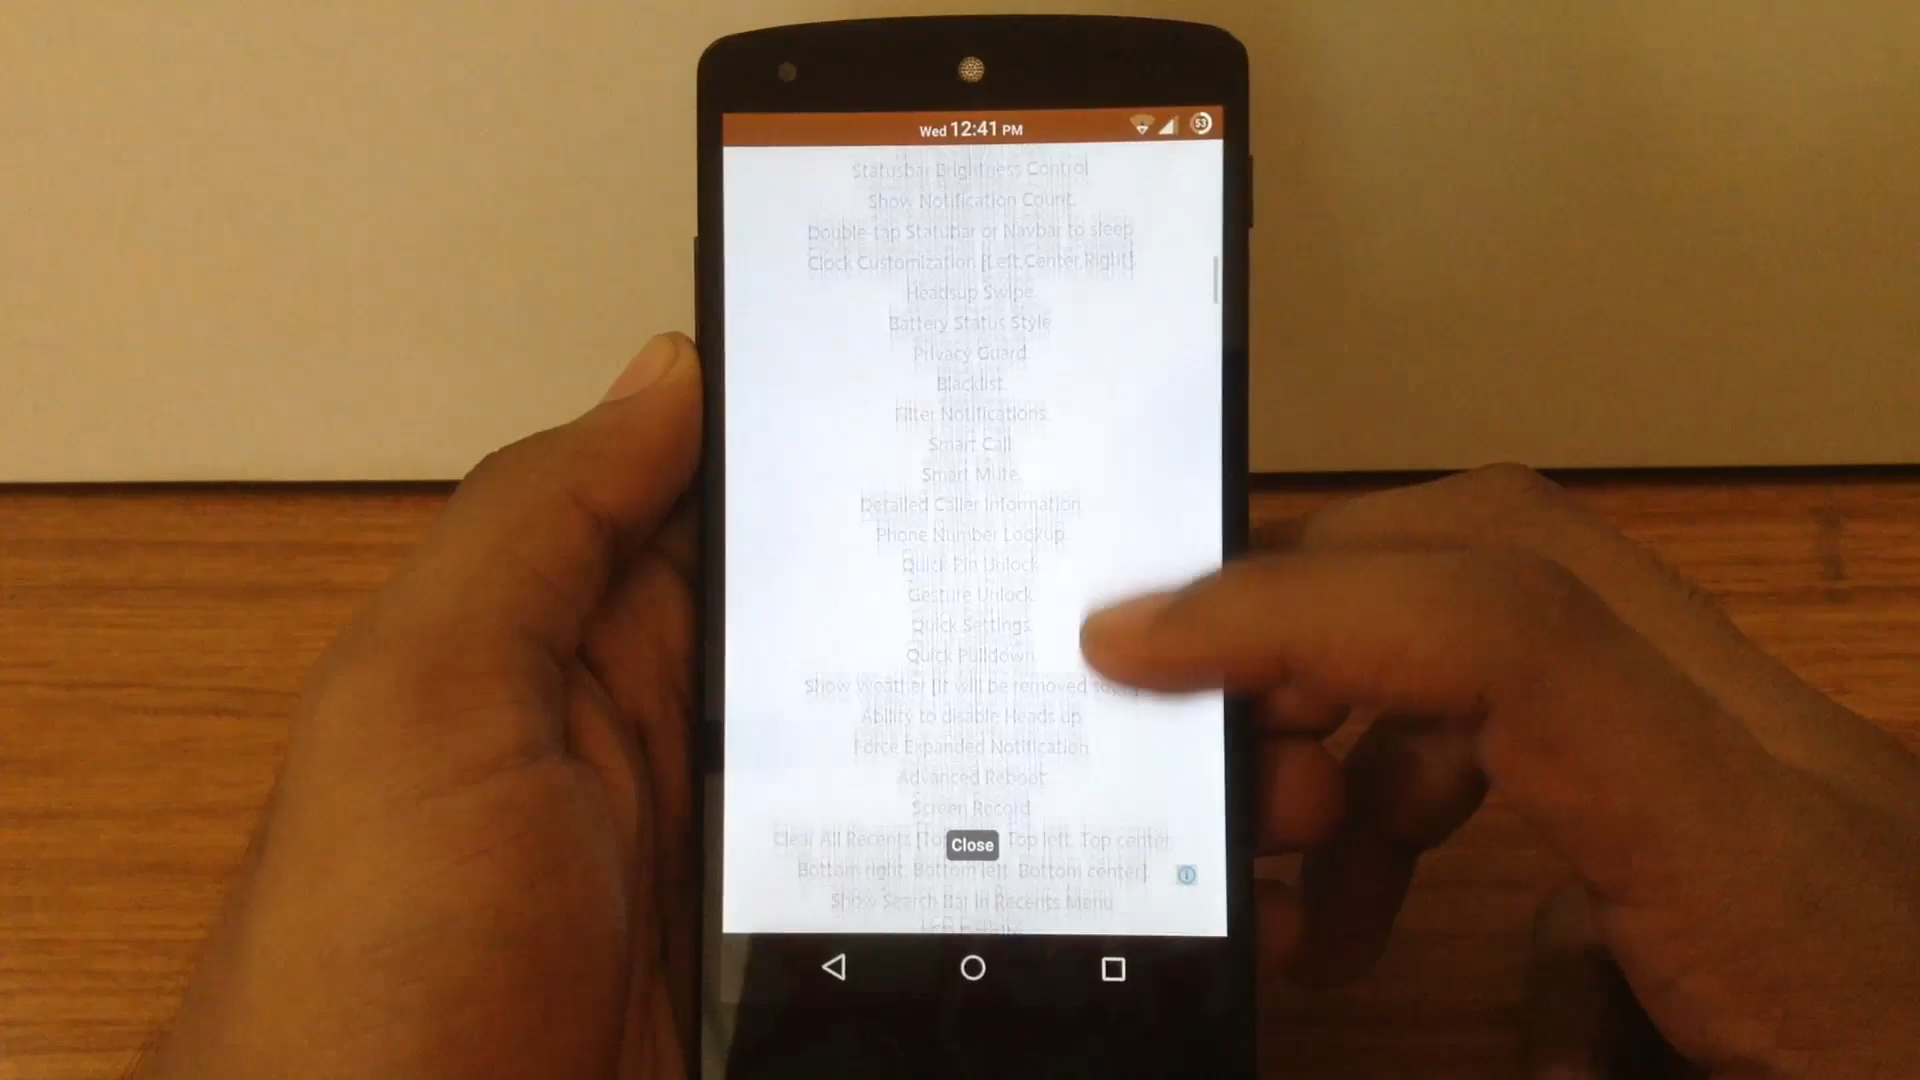 Wed 12:41 PM
53
Statusbar Brightness Control
Show Notification Count.
Double-tap Statubar or Navbar to sleep
Clock Customization [Left,Center,Right].
Headsup Swipe.
Battery Status Style
Privacy Guard.
Blacklist.
Filter Notifications.
Smart Call.
Smart Mute.
Detailed Caller Information.
Phone Number Lookup.
Quick Pin Unlock
Gesture Unlock.
Quick Settings.
Quick Pulldown.
Show Weather [It will be removed
Ability to disable Heads up
Force Expanded Notification.
Advanced Reboot
Screen Record
Clear All Recents Top left, Top center,
Close
Bottom right, Bottom left, Bottom center].
Show Search Bar In Recents Menu